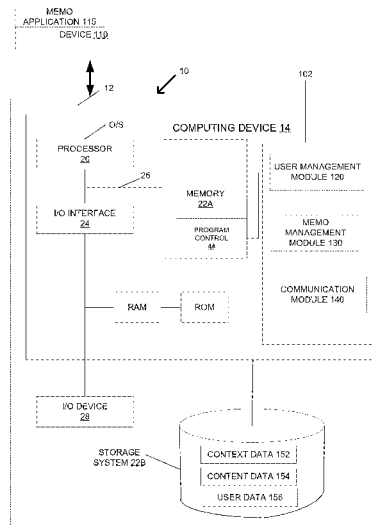 MEMO
APPLICATION 115
DEVICE 110
12
10
102
O/S
COMPUTING DEVICE 14
PROCESSOR
20
26
USER MANAGEMENT
MODULE 120
MEMORY
22A
I/O INTERFACE
24
PROGRAM
CONTROL
44
MEMO
MANAGEMENT
MODULE 130
COMMUNICATION
MODULE 140
RAM
ROM
I/O DEVICE
28
STORAGE
SYSTEM 22B
CONTEXT DATA 152
CONTENT DATA 154
USER DATA 156